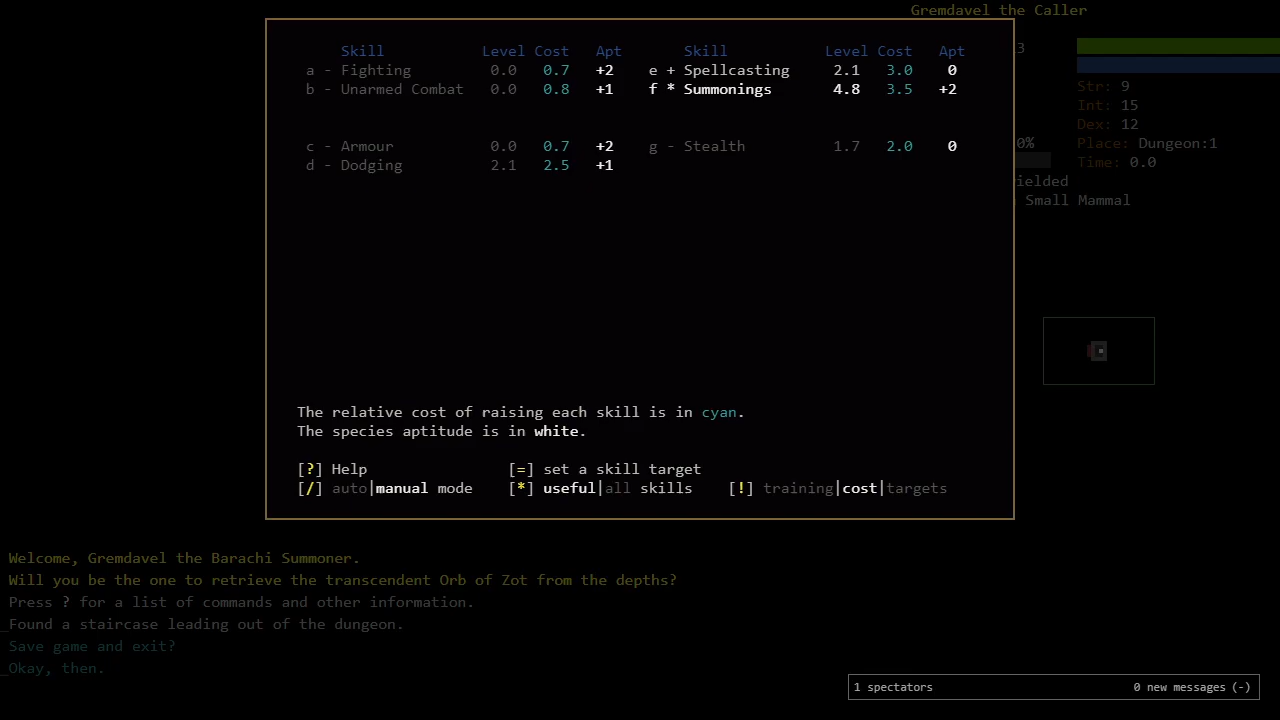 Gremdavel the Caller
Skill Level Cost Apt Skill Level Cost Apt
a - Fighting 0.0 0.7 +2 e + Spellcasting 2.1 3.0 0
b - Unarmed Combat 0.0 0.8 +1 f * Summonings 4.8 3.5 +2
c - Armour 0.0 0.7 +2 g - Stealth 1.7 2.0 0
d - Dodging 2.1 2.5 +1
3
Str: 9
Int: 15
Dex: 12
0% Place: Dungeon:1
Time: 0.0
ielded
Small Mammal
The relative cost of raising each skill is in cyan.
The species aptitude is in white.
[?] Help [=] set a skill target
[/] auto|manual mode [*] useful|all skills [!] training|cost|targets
Welcome, Gremdavel the Barachi Summoner.
Will you be the one to retrieve the transcendent Orb of Zot from the depths?
Press ? for a list of commands and other information.
_Found a staircase leading out of the dungeon.
Save game and exit?
_Okay, then.
1 spectators 0 new messages (-)